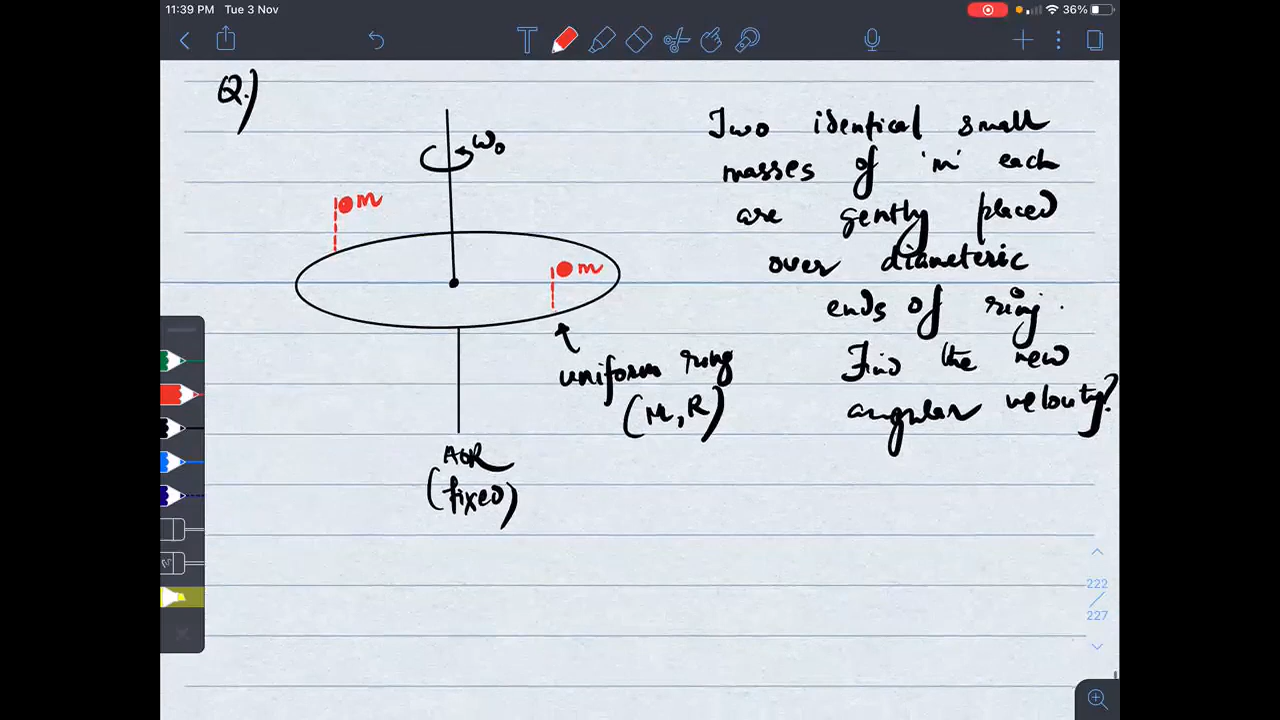 11:39 PM Tue 3 Nov
36%
T
Q.)
ω₀
m
m
uniform ring
(M, R)
AOR
(fixed)
Two identical small
masses of 'm' each
are gently placed
over diameteric
ends of ring.
Find the new
angular velocity?
222
/
227